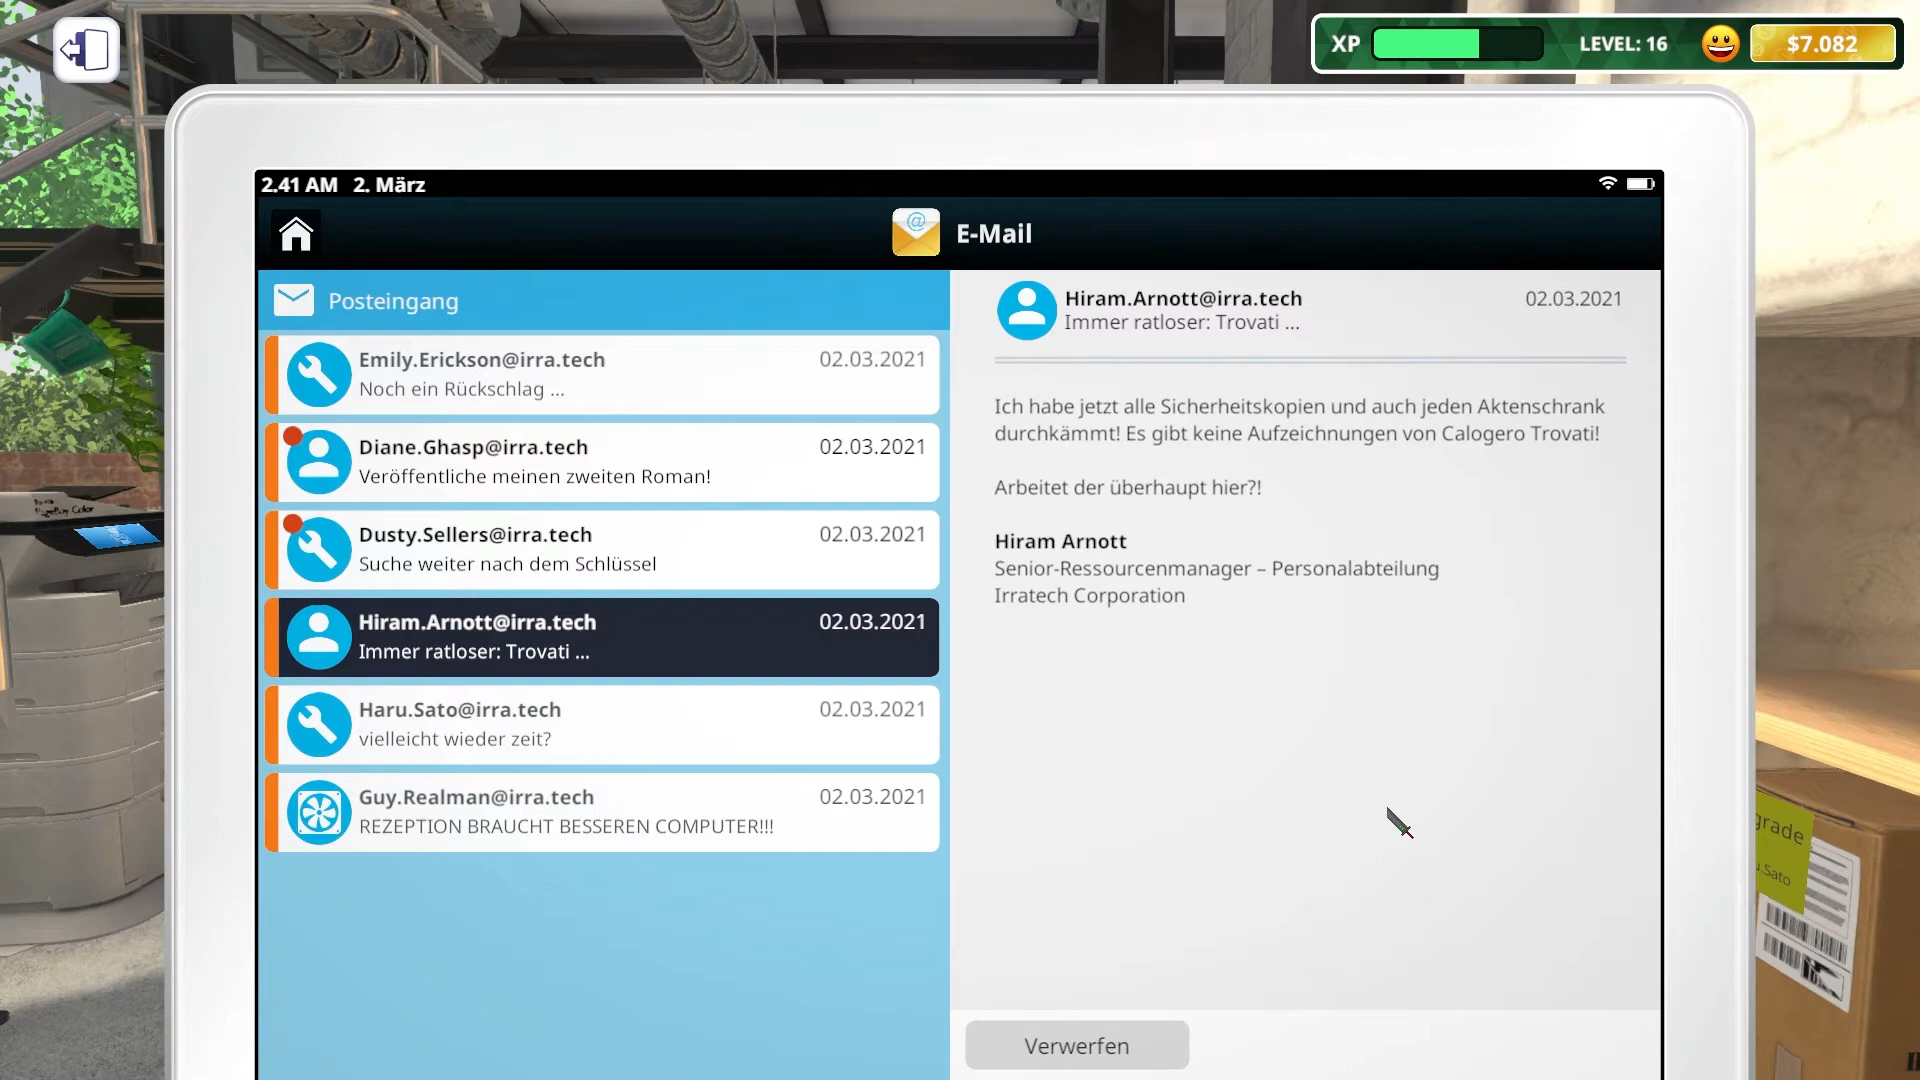 XP LEVEL: 16 $7.082
2.41 AM 2. März
E-Mail
Posteingang
Emily.Erickson@irra.tech 02.03.2021
Noch ein Rückschlag ...
Diane.Ghasp@irra.tech 02.03.2021
Veröffentliche meinen zweiten Roman!
Dusty.Sellers@irra.tech 02.03.2021
Suche weiter nach dem Schlüssel
Hiram.Arnott@irra.tech 02.03.2021
Immer ratloser: Trovati ...
Haru.Sato@irra.tech 02.03.2021
vielleicht wieder zeit?
Guy.Realman@irra.tech 02.03.2021
REZEPTION BRAUCHT BESSEREN COMPUTER!!!
Hiram.Arnott@irra.tech 02.03.2021
Immer ratloser: Trovati ...
Ich habe jetzt alle Sicherheitskopien und auch jeden Aktenschrank
durchkämmt! Es gibt keine Aufzeichnungen von Calogero Trovati!
Arbeitet der überhaupt hier?!
Hiram Arnott
Senior-Ressourcenmanager – Personalabteilung
Irratech Corporation
Verwerfen
grade
u.Sato